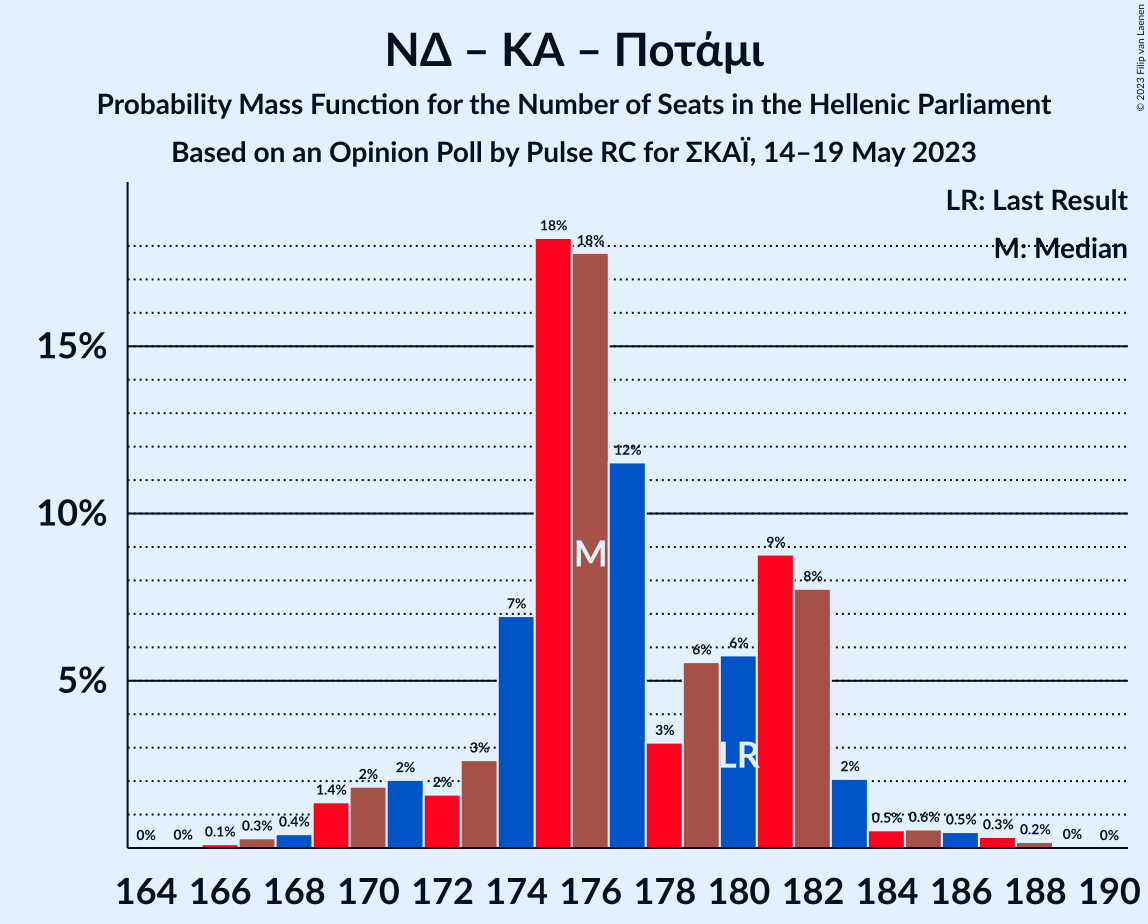 ΝΔ – ΚΑ – Ποτάμι
Probability Mass Function for the Number of Seats in the Hellenic Parliament
Based on an Opinion Poll by Pulse RC for ΣΚΑΪ, 14–19 May 2023
© 2023 Filip van Laenen
LR: Last Result
M: Median
15%
10%
5%
0% 0% 0.1% 0.3% 0.4% 1.4% 2% 2% 2% 3% 7% 18% 18% 12% 3% 6% 6% 9% 8% 2% 0.5% 0.6% 0.5% 0.3% 0.2% 0% 0%
M
LR
164 166 168 170 172 174 176 178 180 182 184 186 188 190